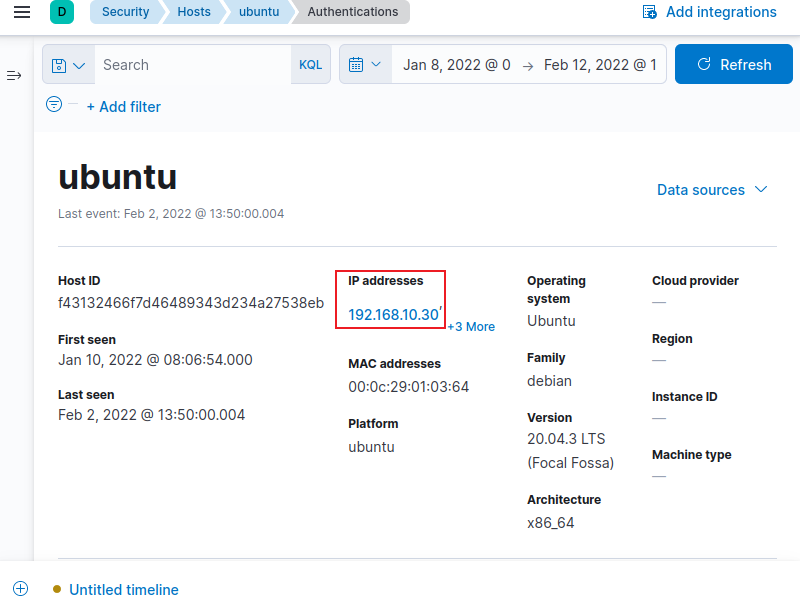 D Security Hosts ubuntu Authentications Add integrations
Search KQL Jan 8, 2022 @ 0 → Feb 12, 2022 @ 1 Refresh
+ Add filter
ubuntu
Data sources
Last event: Feb 2, 2022 @ 13:50:00.004
Host ID
f43132466f7d46489343d234a27538eb
First seen
Jan 10, 2022 @ 08:06:54.000
Last seen
Feb 2, 2022 @ 13:50:00.004
IP addresses
192.168.10.30,
+3 More
MAC addresses
00:0c:29:01:03:64
Platform
ubuntu
Operating
system
Ubuntu
Family
debian
Version
20.04.3 LTS
(Focal Fossa)
Architecture
x86_64
Cloud provider
—
Region
—
Instance ID
—
Machine type
—
Untitled timeline